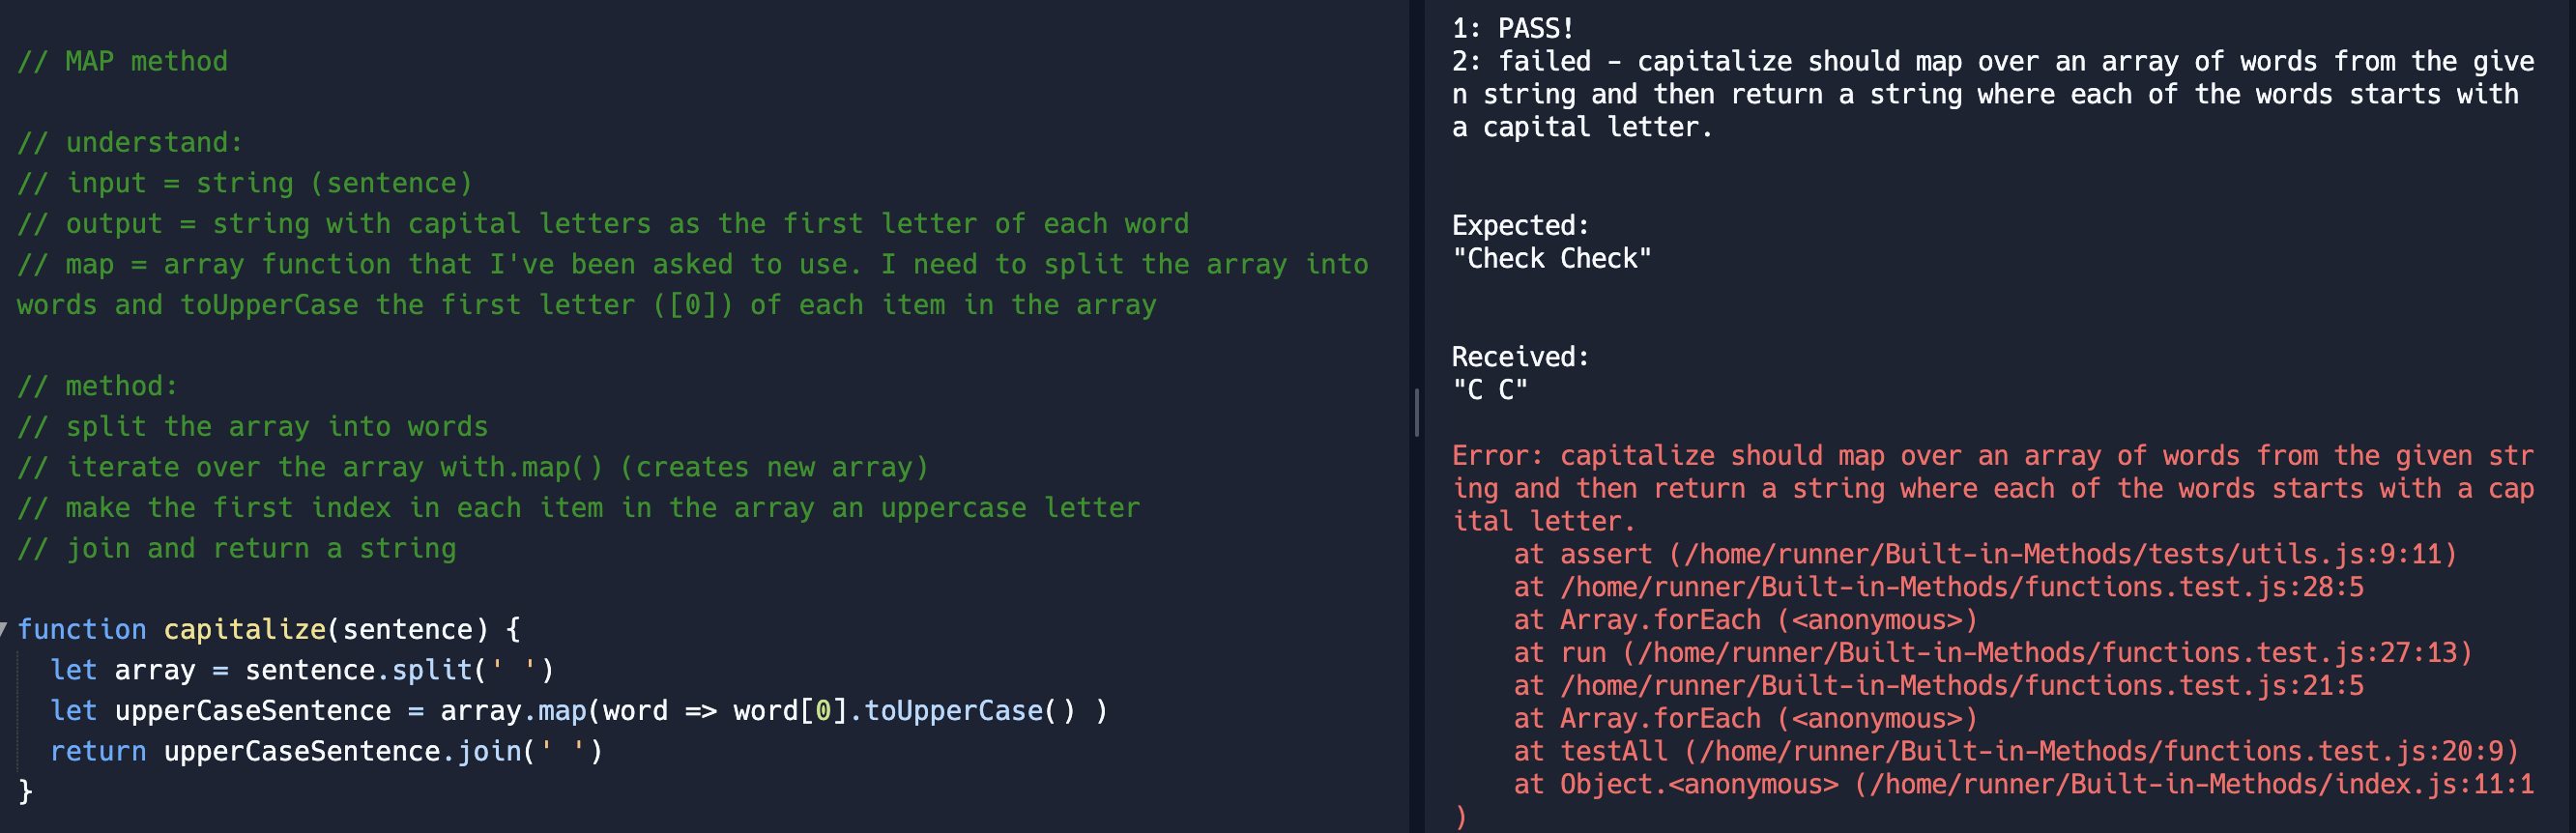 // MAP method
// understand:
// input = string (sentence)
// output = string with capital letters as the first letter of each word
// map = array function that I've been asked to use. I need to split the array into
words and toUpperCase the first letter ([0]) of each item in the array
// method:
// split the array into words
// iterate over the array with.map() (creates new array)
// make the first index in each item in the array an uppercase letter
// join and return a string
function capitalize(sentence) {
  let array = sentence.split(' ')
  let upperCaseSentence = array.map(word => word[0].toUpperCase() )
  return upperCaseSentence.join(' ')
}
1: PASS!
2: failed - capitalize should map over an array of words from the give
n string and then return a string where each of the words starts with
a capital letter.
Expected:
"Check Check"
Received:
"C C"
Error: capitalize should map over an array of words from the given str
ing and then return a string where each of the words starts with a cap
ital letter.
    at assert (/home/runner/Built-in-Methods/tests/utils.js:9:11)
    at /home/runner/Built-in-Methods/functions.test.js:28:5
    at Array.forEach (<anonymous>)
    at run (/home/runner/Built-in-Methods/functions.test.js:27:13)
    at /home/runner/Built-in-Methods/functions.test.js:21:5
    at Array.forEach (<anonymous>)
    at testAll (/home/runner/Built-in-Methods/functions.test.js:20:9)
    at Object.<anonymous> (/home/runner/Built-in-Methods/index.js:11:1
)